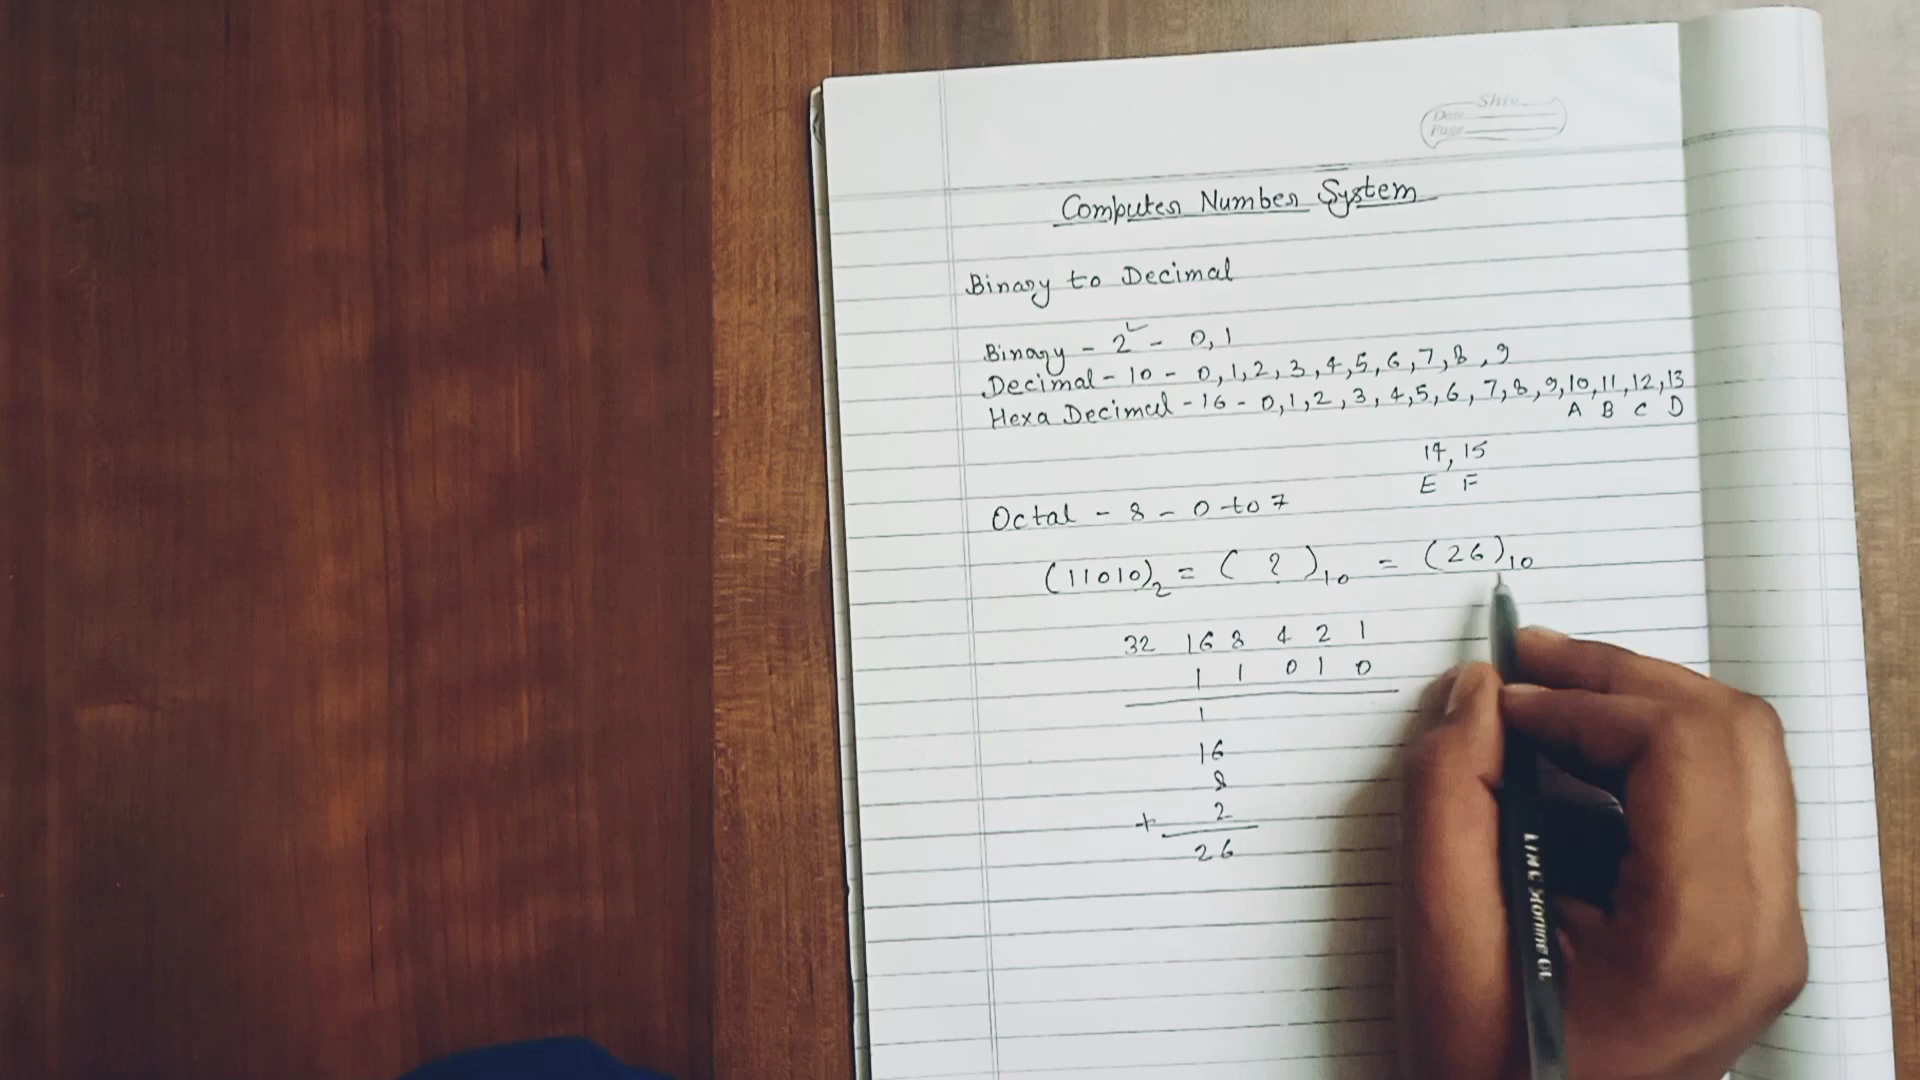 Shiv
Date
Page
Computer Number System
Binary to Decimal
Binary - 2 - 0, 1
Decimal - 10 - 0, 1, 2, 3, 4, 5, 6, 7, 8, 9
Hexa Decimal - 16 - 0, 1, 2, 3, 4, 5, 6, 7, 8, 9, 10, 11, 12, 13
A B C D
14, 15
E F
Octal - 8 - 0 to 7
(11010)2 = ( ? )10 = (26)10
32 16 8 4 2 1
1 1 0 1 0
1
16
8
+ 2
26